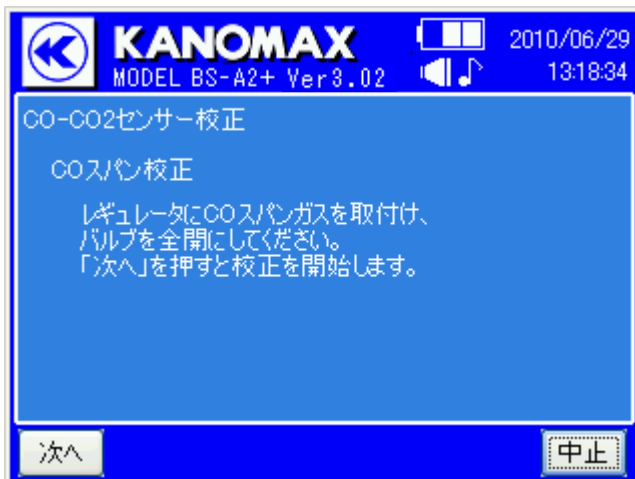 KANOMAX
MODEL BS-A2+ Ver3.02
2010/06/29
13:18:34
CO-CO2センサー校正
COスパン校正
レギュレータにCOスパンガスを取付け、
バルブを全開にしてください。
「次へ」を押すと校正を開始します。
次へ
中止